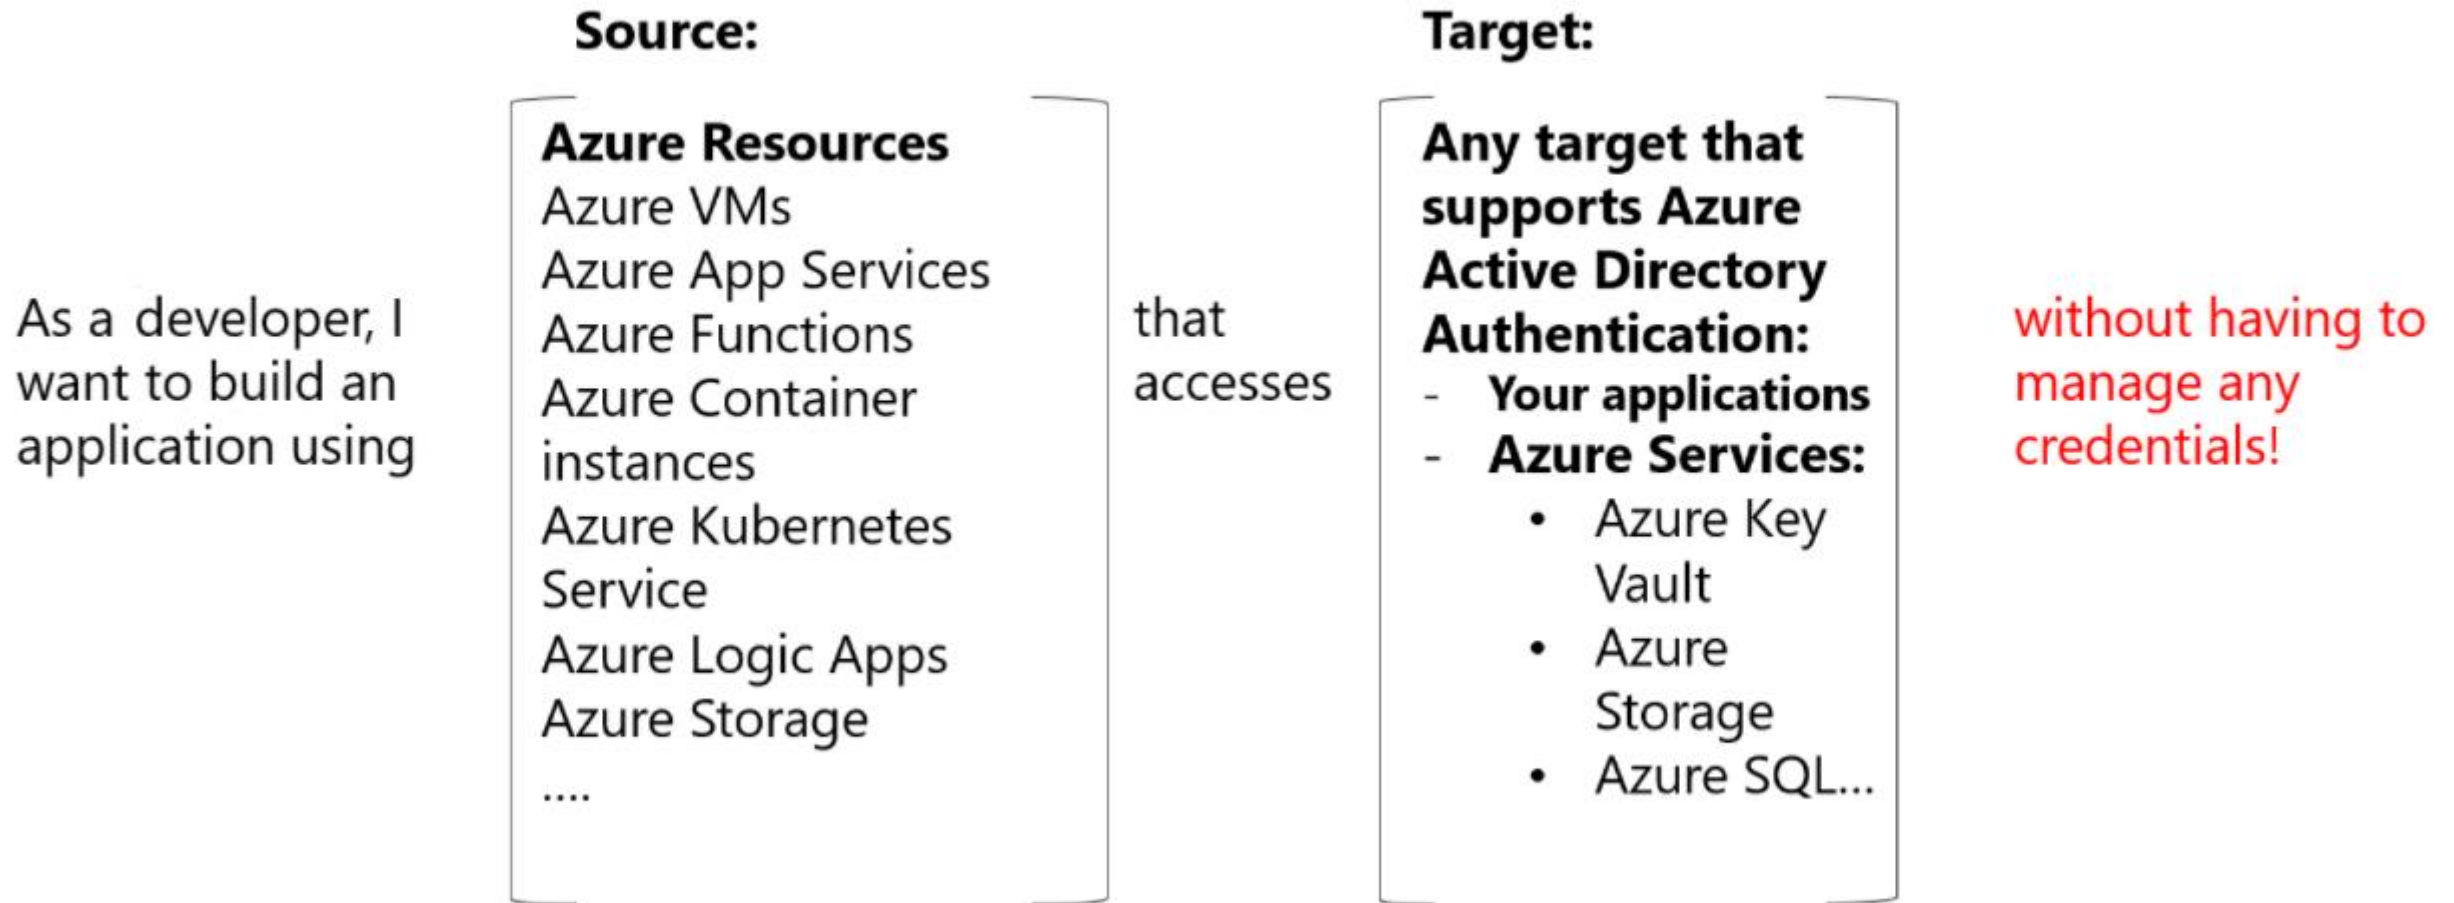 Source:
Target:
As a developer, I
want to build an
application using
Azure Resources
Azure VMs
Azure App Services
Azure Functions
Azure Container
instances
Azure Kubernetes
Service
Azure Logic Apps
Azure Storage
....
that
accesses
Any target that
supports Azure
Active Directory
Authentication:
- Your applications
- Azure Services:
• Azure Key
Vault
• Azure
Storage
• Azure SQL...
without having to
manage any
credentials!